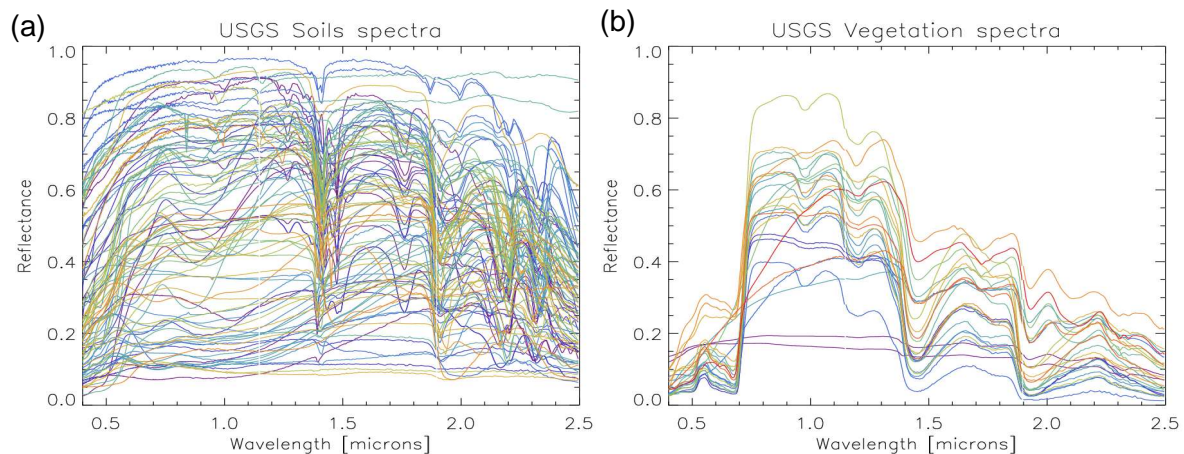 (a)
USGS Soils spectra
1.0
0.8
0.6
0.4
0.2
0.0
Reflectance
0.5 1.0 1.5 2.0 2.5
Wavelength [microns]
(b)
USGS Vegetation spectra
1.0
0.8
0.6
0.4
0.2
0.0
Reflectance
0.5 1.0 1.5 2.0 2.5
Wavelength [microns]